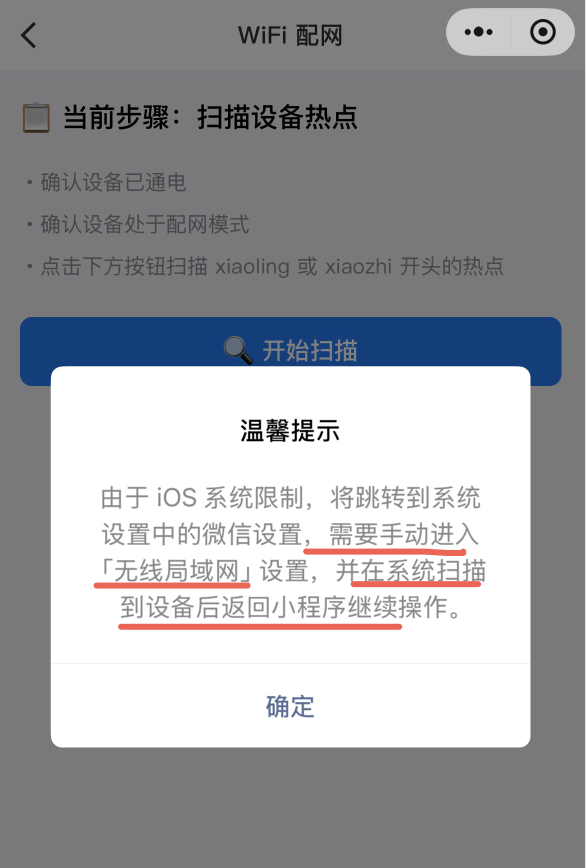 WiFi 配网
当前步骤：扫描设备热点
• 确认设备已通电
• 确认设备处于配网模式
• 点击下方按钮扫描 xiaoling 或 xiaozhi 开头的热点
开始扫描
温馨提示
由于 iOS 系统限制，将跳转到系统
设置中的微信设置，需要手动进入
「无线局域网」设置，并在系统扫描
到设备后返回小程序继续操作。
确定